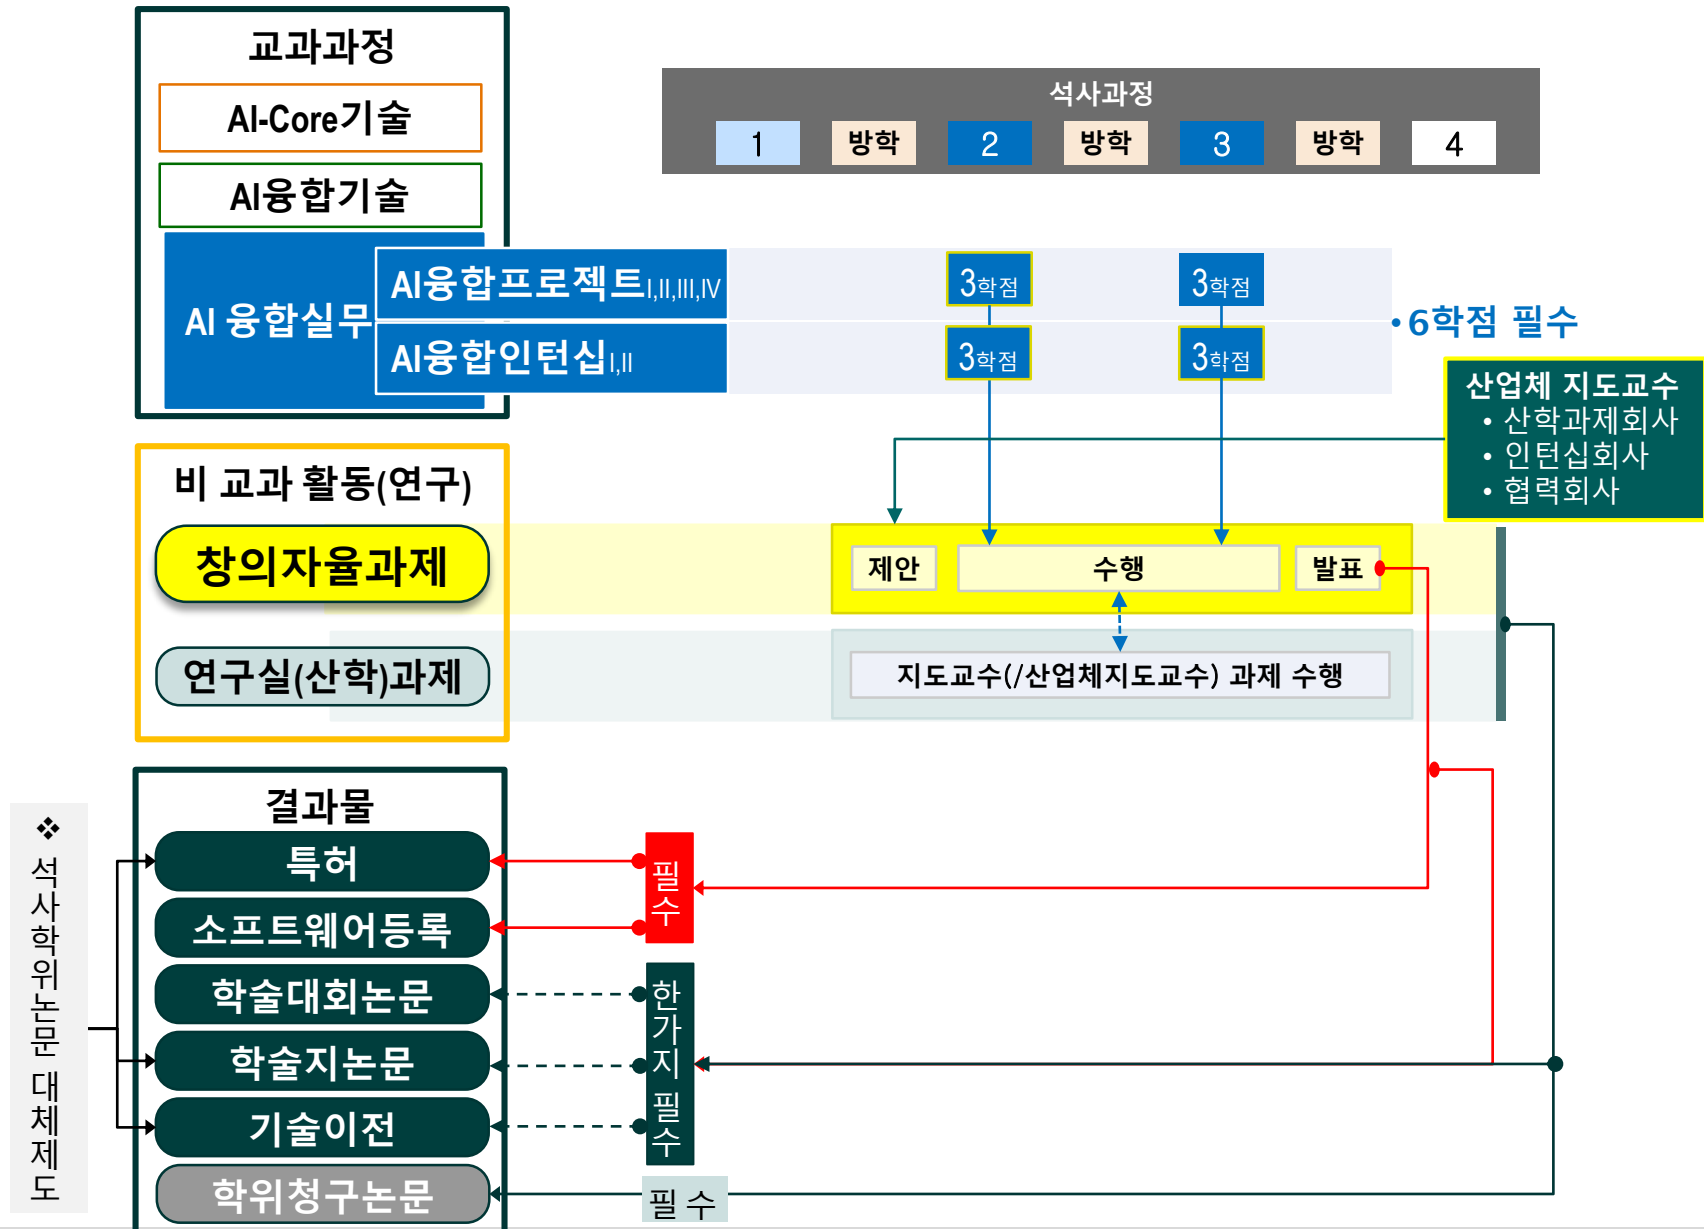 교과과정
AI-Core기술
AI융합기술
AI 융합실무
AI융합프로젝트I,II,III,IV
AI융합인턴십I,II
석사과정
1 방학 2 방학 3 방학 4
3학점 3학점
3학점 3학점
• 6학점 필수
산업체 지도교수
• 산학과제회사
• 인턴십회사
• 협력회사
비 교과 활동(연구)
창의자율과제
제안 수행 발표
연구실(산학)과제
지도교수(/산업체지도교수) 과제 수행
결과물
특허
소프트웨어등록
학술대회논문
학술지논문
기술이전
학위청구논문
필수
한가지 필수
필 수
❖ 석사학위논문 대체제도